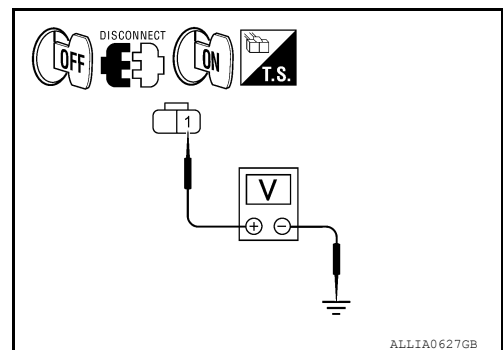 DISCONNECT
OFF
ON
T.S.
1
V
+ −
ALLIA0627GB